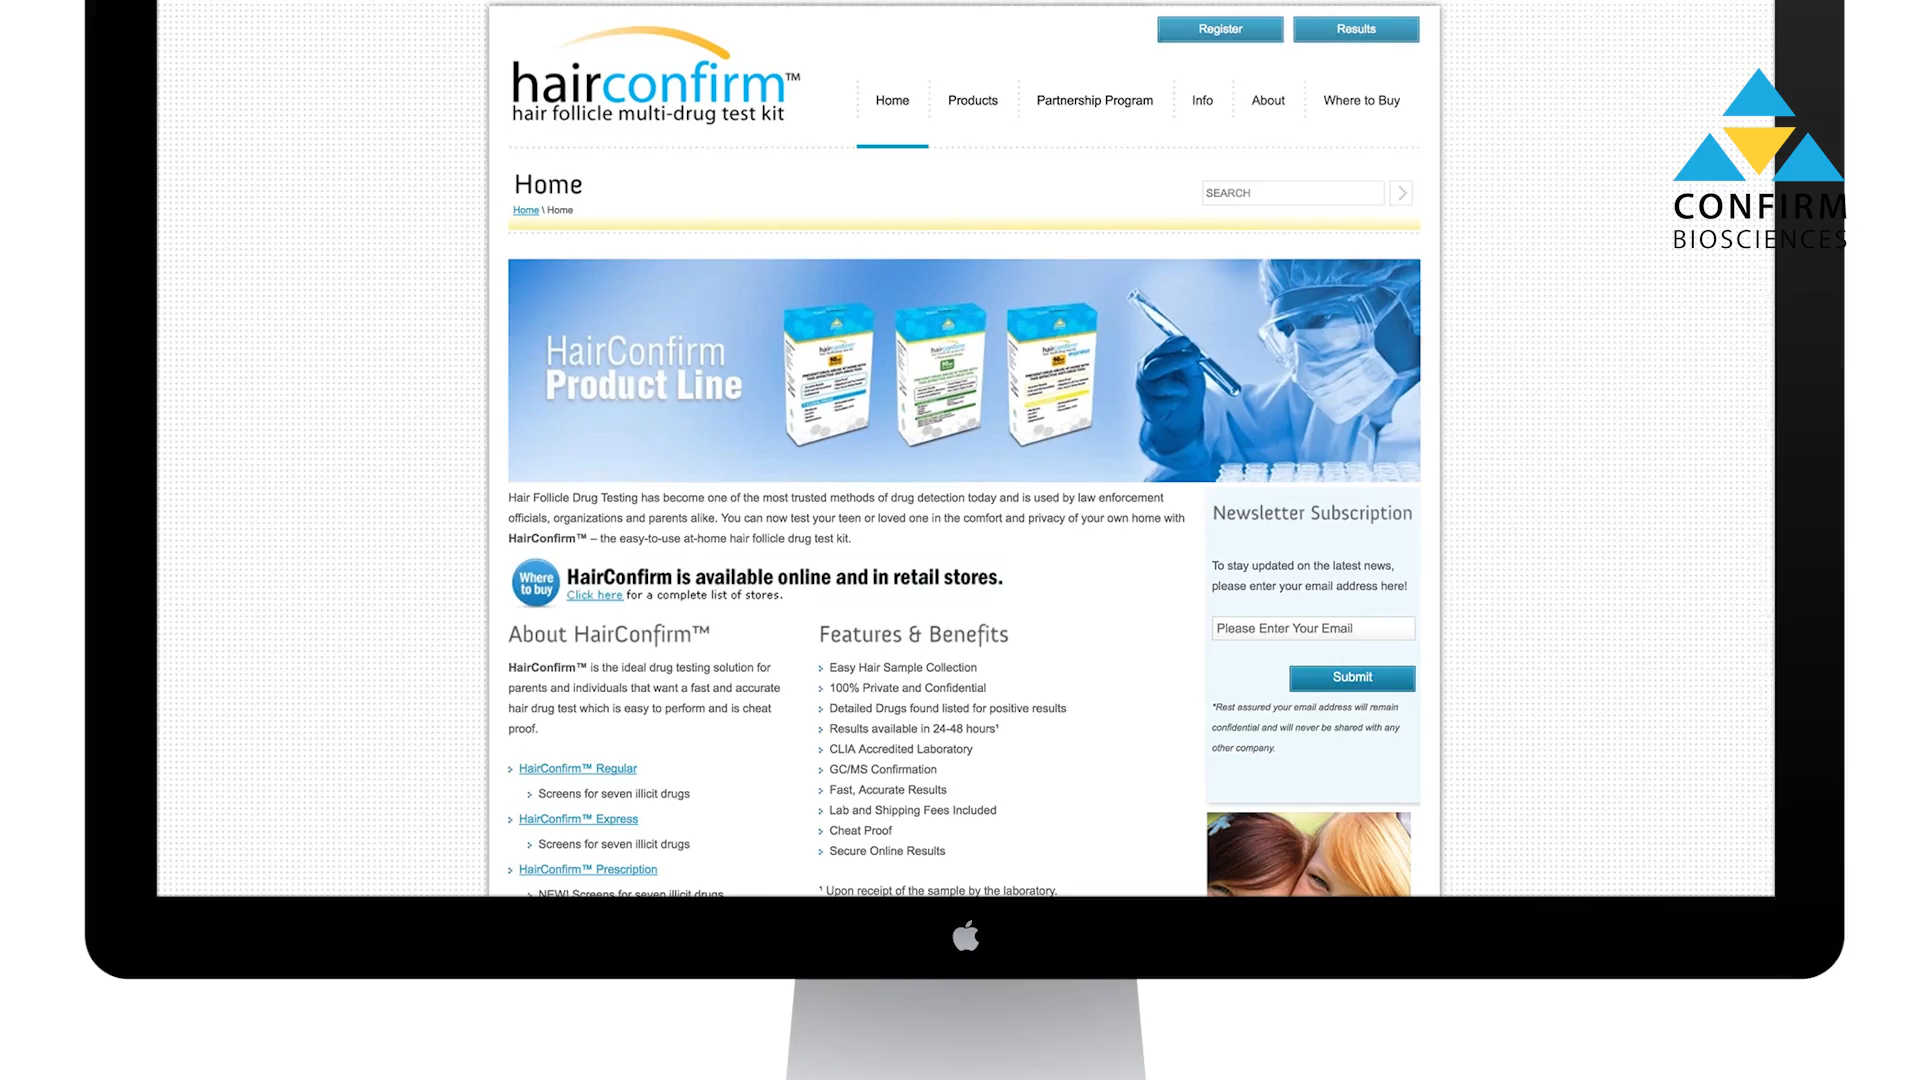 Register
Results
hairconfirm™
hair follicle multi-drug test kit
Home
Products
Partnership Program
Info
About
Where to Buy
CONFIRM
BIOSCIENCES
Home
Home \ Home
SEARCH
HairConfirm
Product Line
Hair Follicle Drug Testing has become one of the most trusted methods of drug detection today and is used by law enforcement
officials, organizations and parents alike. You can now test your teen or loved one in the comfort and privacy of your own home with
HairConfirm™ – the easy-to-use at-home hair follicle drug test kit.
Where
to buy
HairConfirm is available online and in retail stores.
Click here for a complete list of stores.
About HairConfirm™
HairConfirm™ is the ideal drug testing solution for
parents and individuals that want a fast and accurate
hair drug test which is easy to perform and is cheat
proof.
HairConfirm™ Regular
Screens for seven illicit drugs
HairConfirm™ Express
Screens for seven illicit drugs
HairConfirm™ Prescription
NEW! Screens for seven illicit drugs
Features & Benefits
Easy Hair Sample Collection
100% Private and Confidential
Detailed Drugs found listed for positive results
Results available in 24-48 hours¹
CLIA Accredited Laboratory
GC/MS Confirmation
Fast, Accurate Results
Lab and Shipping Fees Included
Cheat Proof
Secure Online Results
¹ Upon receipt of the sample by the laboratory.
Newsletter Subscription
To stay updated on the latest news,
please enter your email address here!
Please Enter Your Email
Submit
*Rest assured your email address will remain
confidential and will never be shared with any
other company.